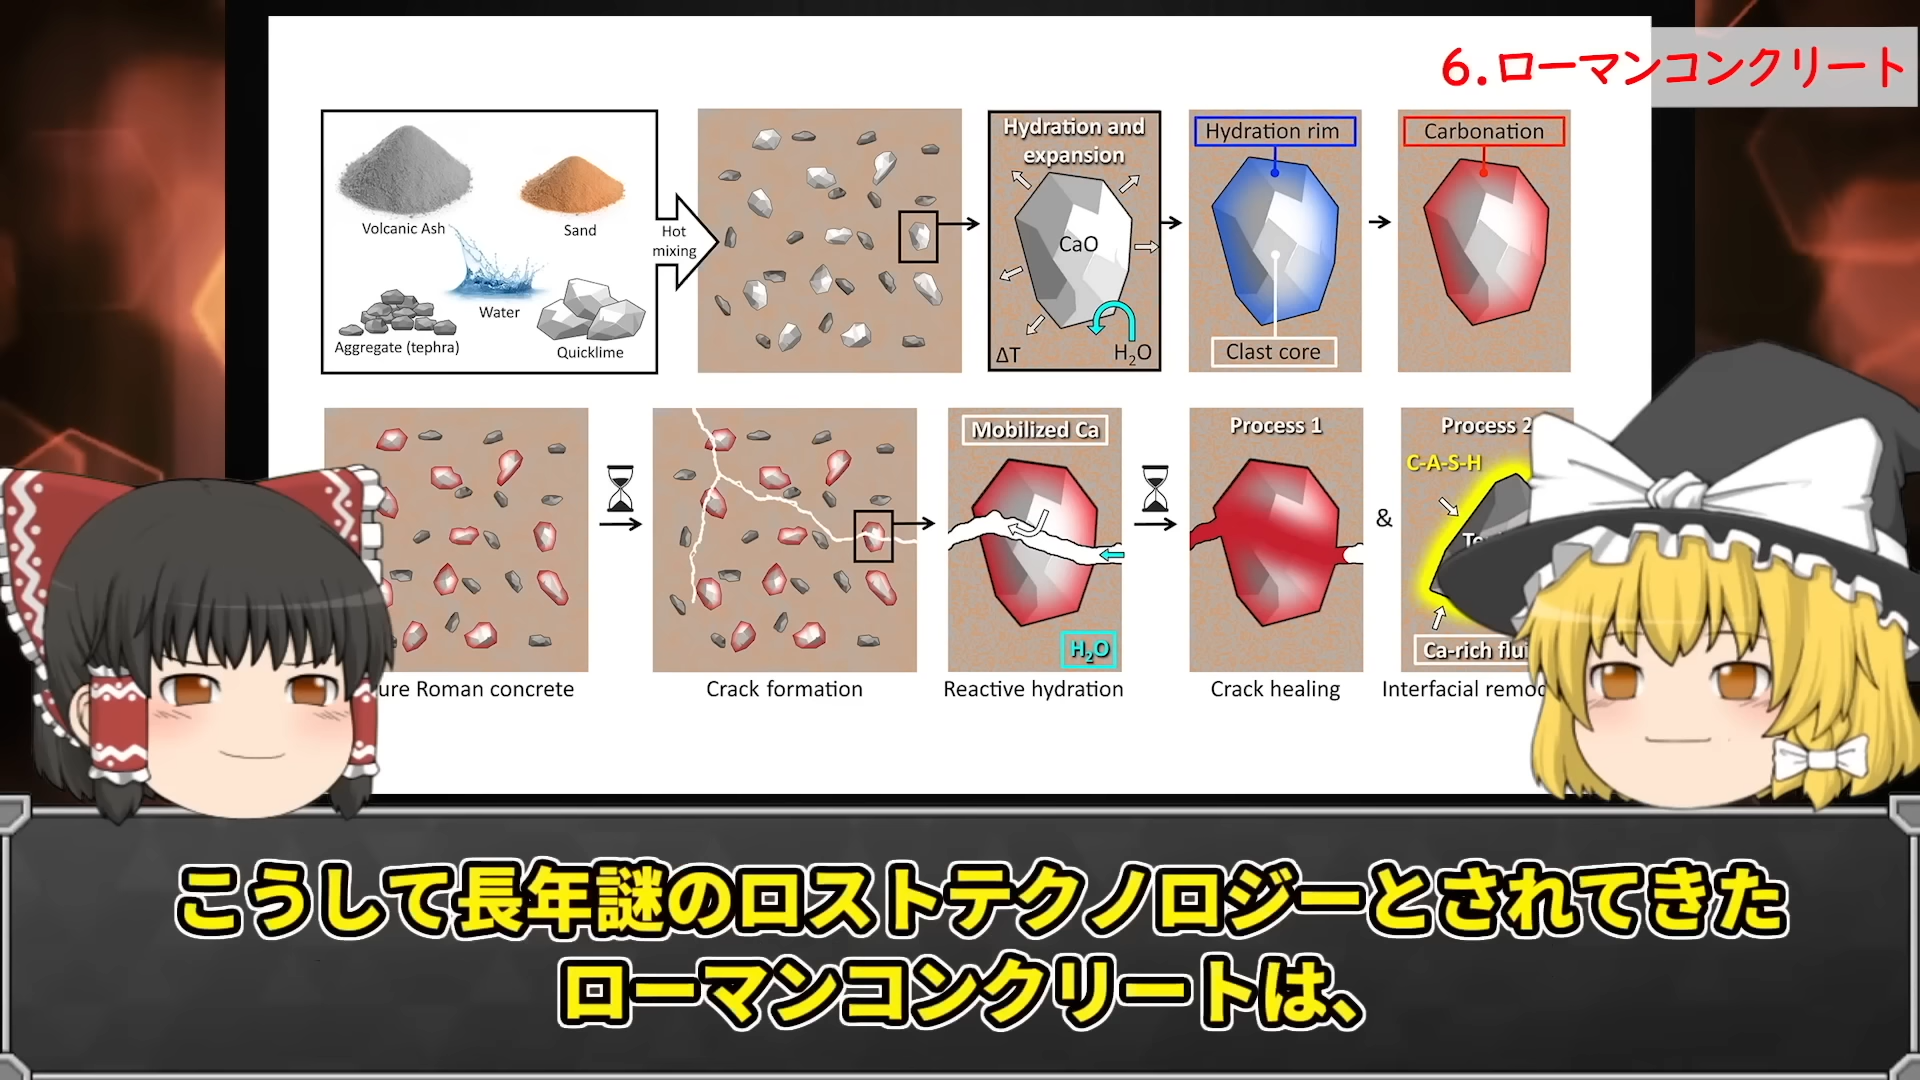 6.ローマンコンクリート
Volcanic Ash
Sand
Water
Aggregate (tephra)
Quicklime
Hot
mixing
Hydration and
expansion
CaO
ΔT
H₂O
Hydration rim
Clast core
Carbonation
Roman concrete
Crack formation
Mobilized Ca
H₂O
Reactive hydration
Process 1
Crack healing
&
Process 2
C-A-S-H
Ca-rich
Interfacial
こうして長年謎のロストテクノロジーとされてきた
ローマンコンクリートは、